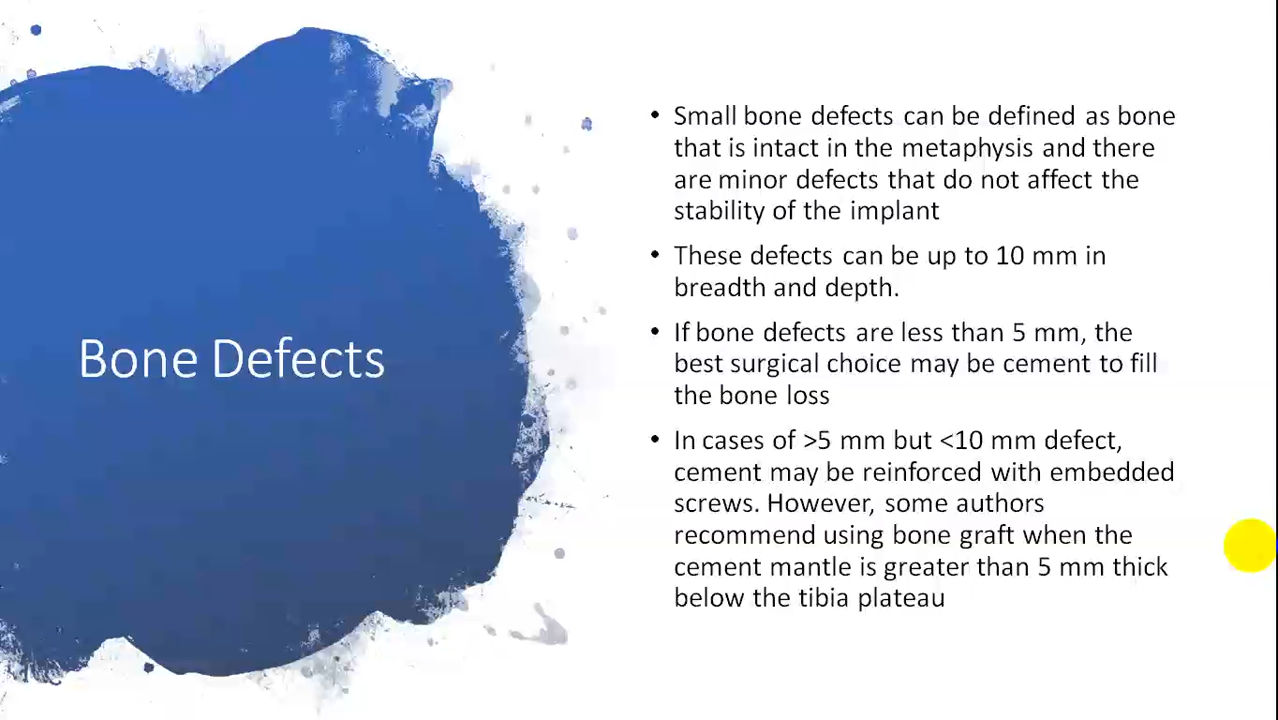 Bone Defects
• Small bone defects can be defined as bone
that is intact in the metaphysis and there
are minor defects that do not affect the
stability of the implant
• These defects can be up to 10 mm in
breadth and depth.
• If bone defects are less than 5 mm, the
best surgical choice may be cement to fill
the bone loss
• In cases of >5 mm but <10 mm defect,
cement may be reinforced with embedded
screws. However, some authors
recommend using bone graft when the
cement mantle is greater than 5 mm thick
below the tibia plateau